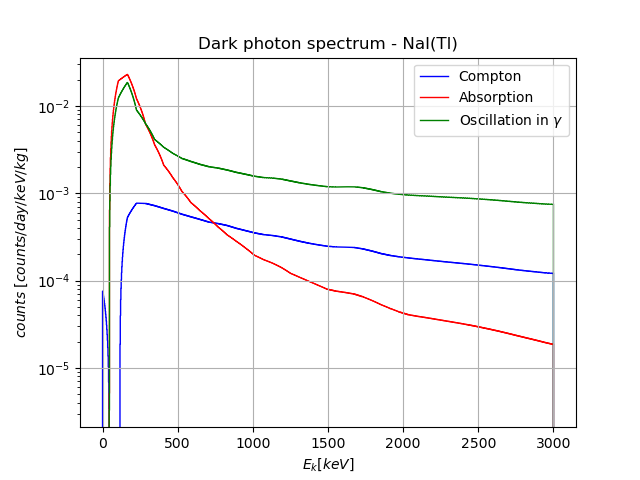 Dark photon spectrum - NaI(Tl)
Compton
Absorption
Oscillation in γ
10⁻²
10⁻³
10⁻⁴
10⁻⁵
counts [counts/day/keV/kg]
0 500 1000 1500 2000 2500 3000
E_k[keV]